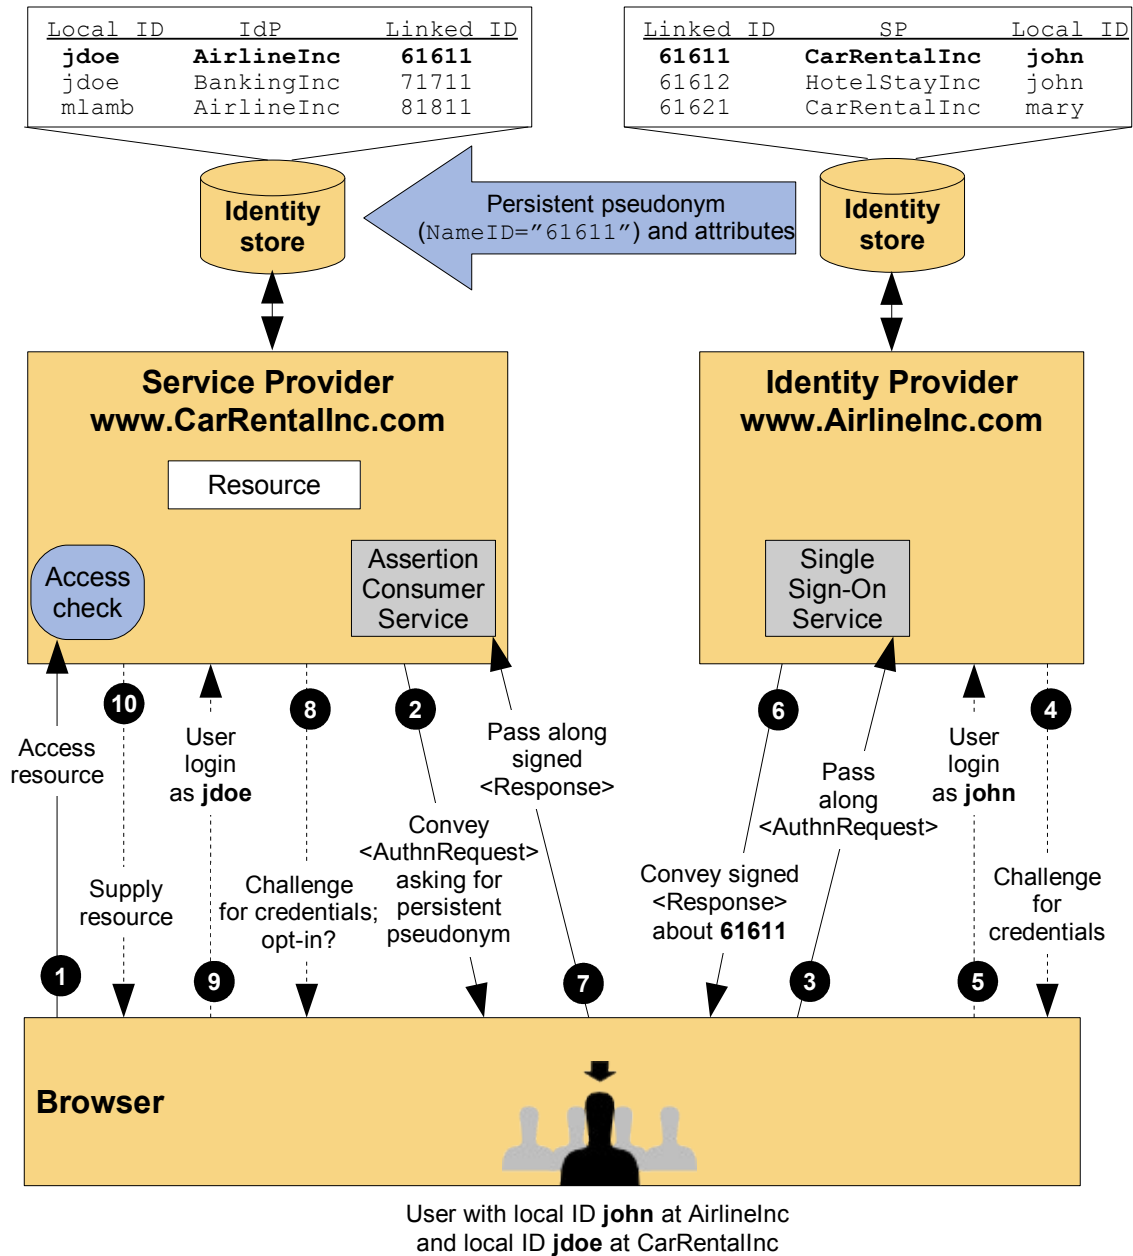 Local ID IdP Linked ID
jdoe AirlineInc 61611
jdoe BankingInc 71711
mlamb AirlineInc 81811
Linked ID SP Local ID
61611 CarRentalInc john
61612 HotelStayInc john
61621 CarRentalInc mary
Identity
store
Persistent pseudonym
(NameID=”61611”) and attributes
Identity
store
Service Provider
www.CarRentalInc.com
Resource
Access
check
Assertion
Consumer
Service
Identity Provider
www.AirlineInc.com
Single
Sign-On
Service
10
8
2
6
4
Access
resource
User
login
as jdoe
Pass along
signed
<Response>
Pass
along
<AuthnRequest>
User
login
as john
Supply
resource
Challenge
for credentials;
opt-in?
Convey
<AuthnRequest>
asking for
persistent
pseudonym
Convey signed
<Response>
about 61611
Challenge
for
credentials
1
9
7
3
5
Browser
User with local ID john at AirlineInc
and local ID jdoe at CarRentalInc